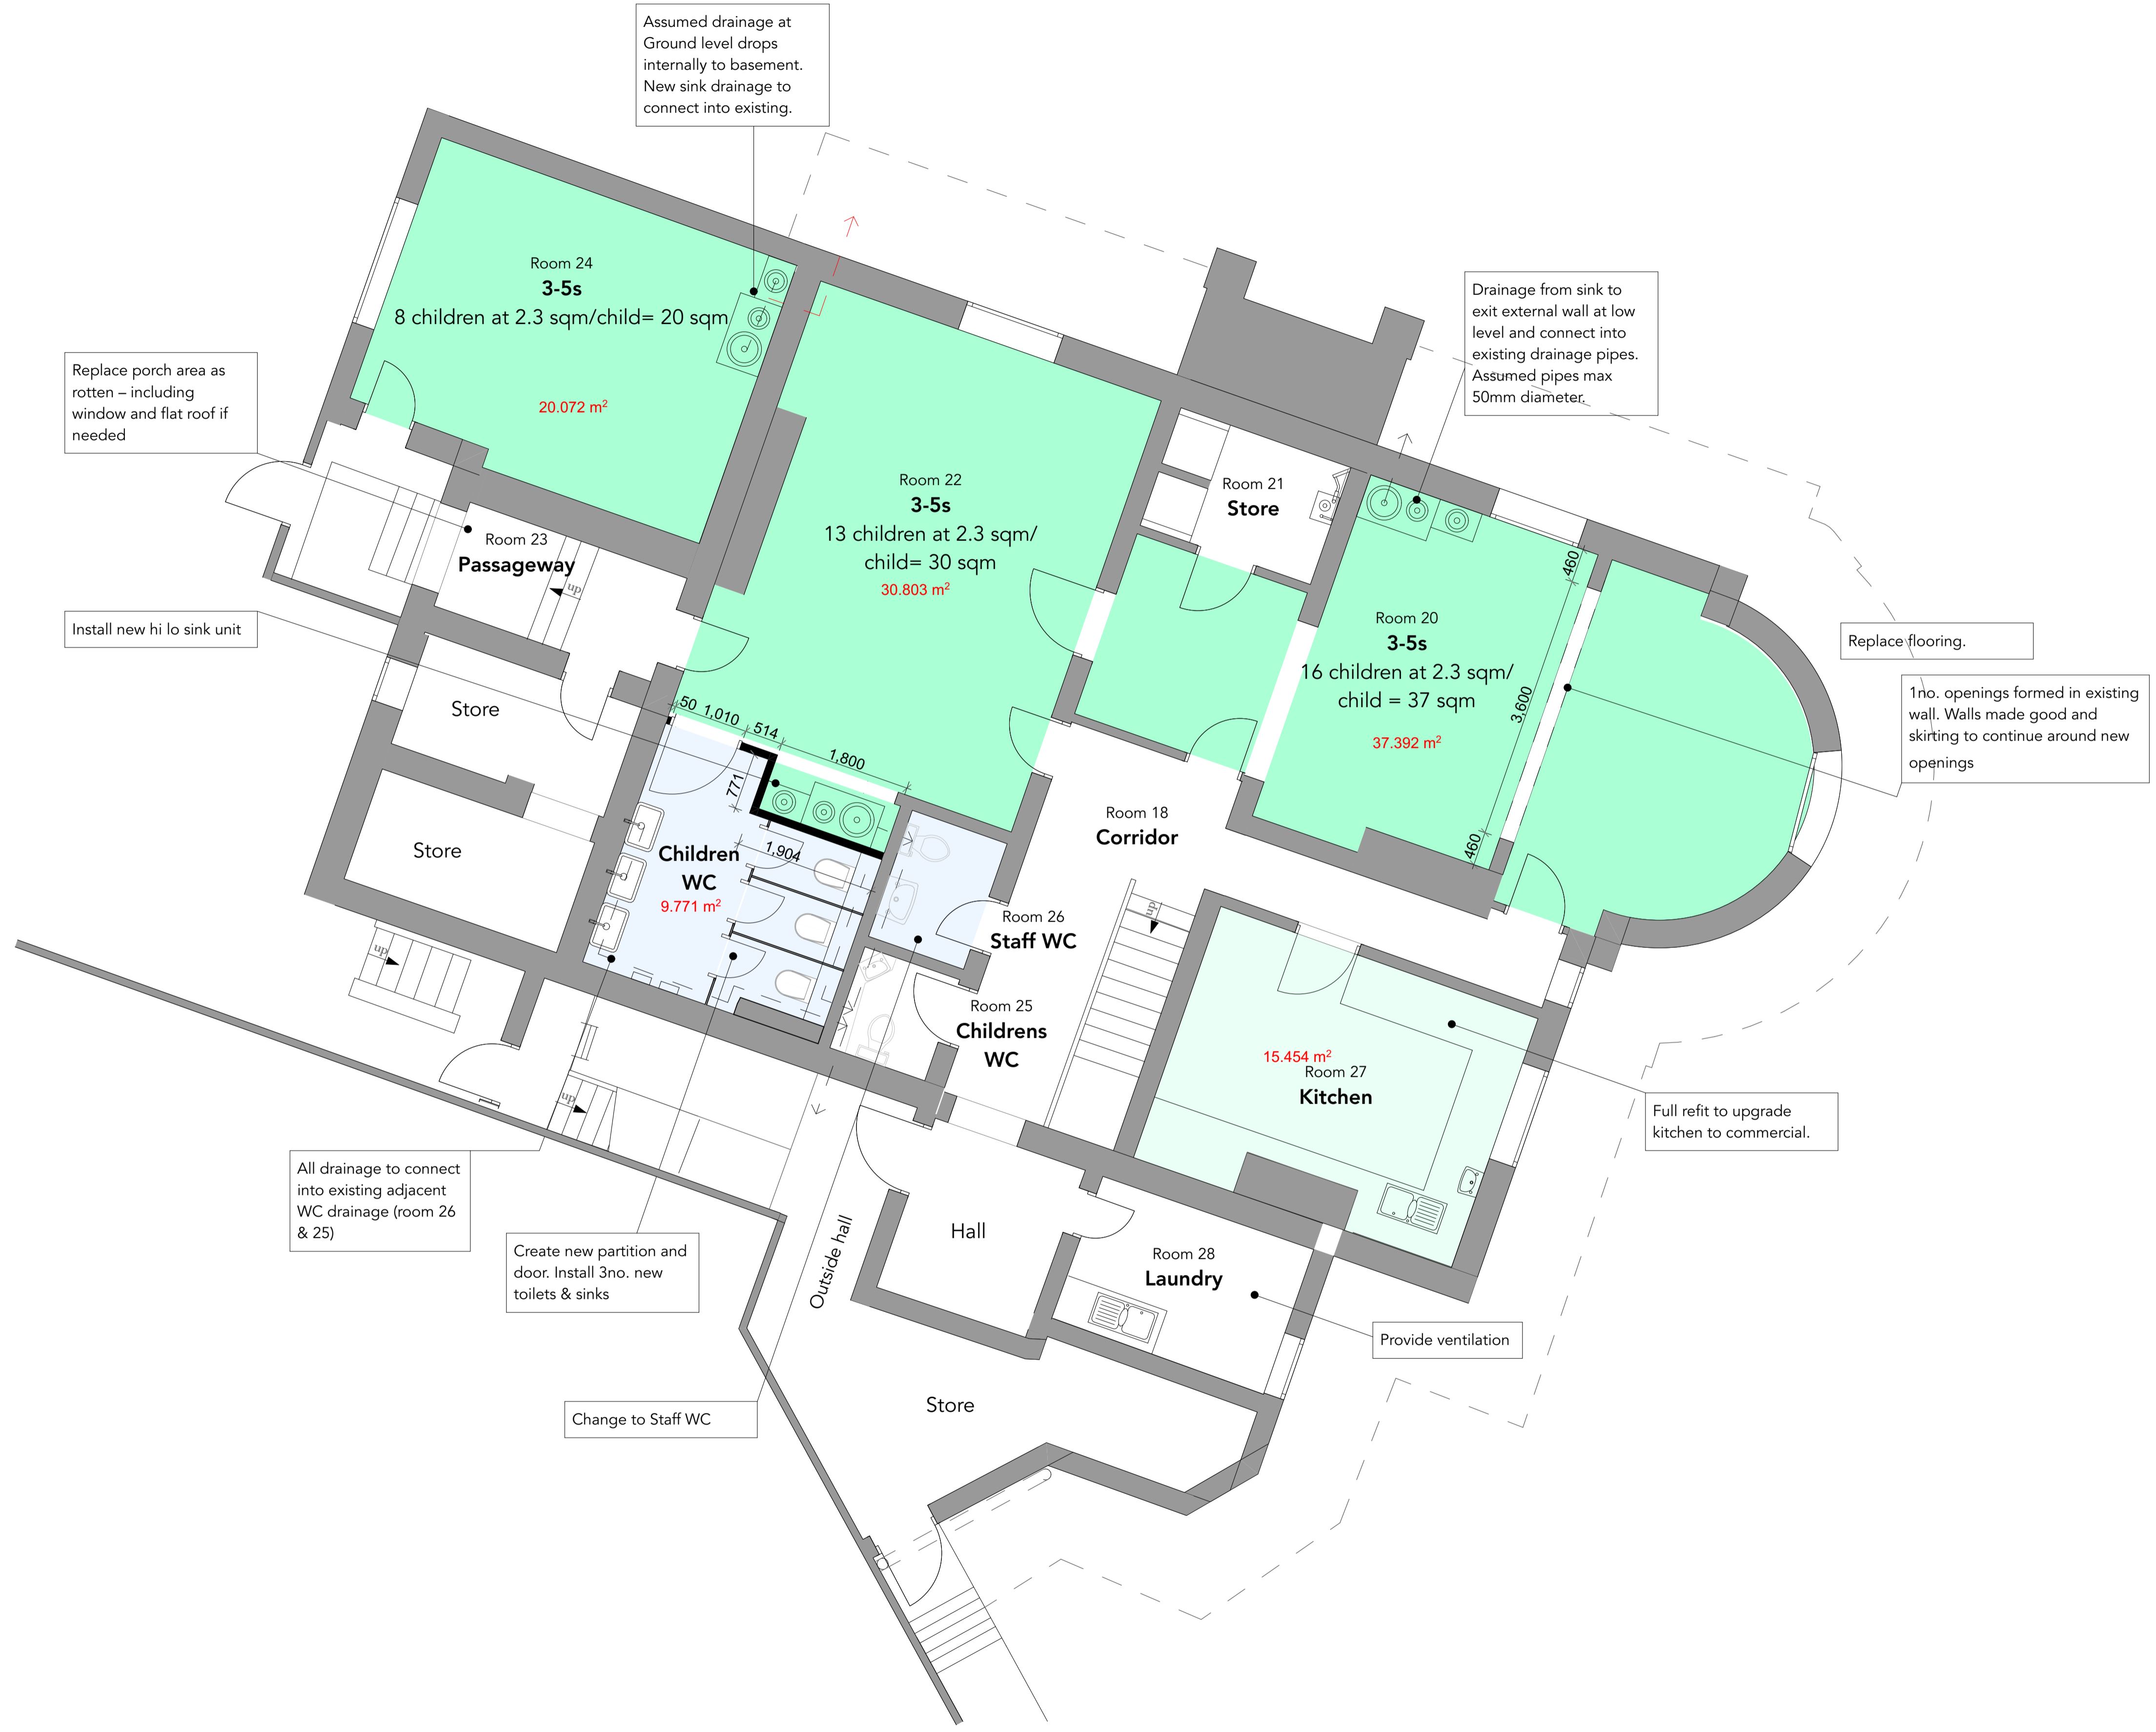 Assumed drainage at
Ground level drops
internally to basement.
New sink drainage to
connect into existing.
Room 24
3-5s
8 children at 2.3 sqm/child= 20 sqm
20.072 m²
Drainage from sink to
exit external wall at low
level and connect into
existing drainage pipes.
Assumed pipes max
50mm diameter.
Replace porch area as
rotten – including
window and flat roof if
needed
Room 22
3-5s
13 children at 2.3 sqm/
child= 30 sqm
30.803 m²
Room 21
Store
Room 23
Passageway
up
Install new hi lo sink unit
Room 20
3-5s
16 children at 2.3 sqm/
child = 37 sqm
37.392 m²
460
3,600
460
Replace flooring.
1no. openings formed in existing
wall. Walls made good and
skirting to continue around new
openings
Store
50
1,010
514
1,800
771
1,904
Store
Children
WC
9.771 m²
Room 18
Corridor
up
Room 26
Staff WC
Room 25
Childrens
WC
up
up
15.454 m²
Room 27
Kitchen
Full refit to upgrade
kitchen to commercial.
All drainage to connect
into existing adjacent
WC drainage (room 26
& 25)
Create new partition and
door. Install 3no. new
toilets & sinks
Outside hall
Hall
Room 28
Laundry
Provide ventilation
Change to Staff WC
Store